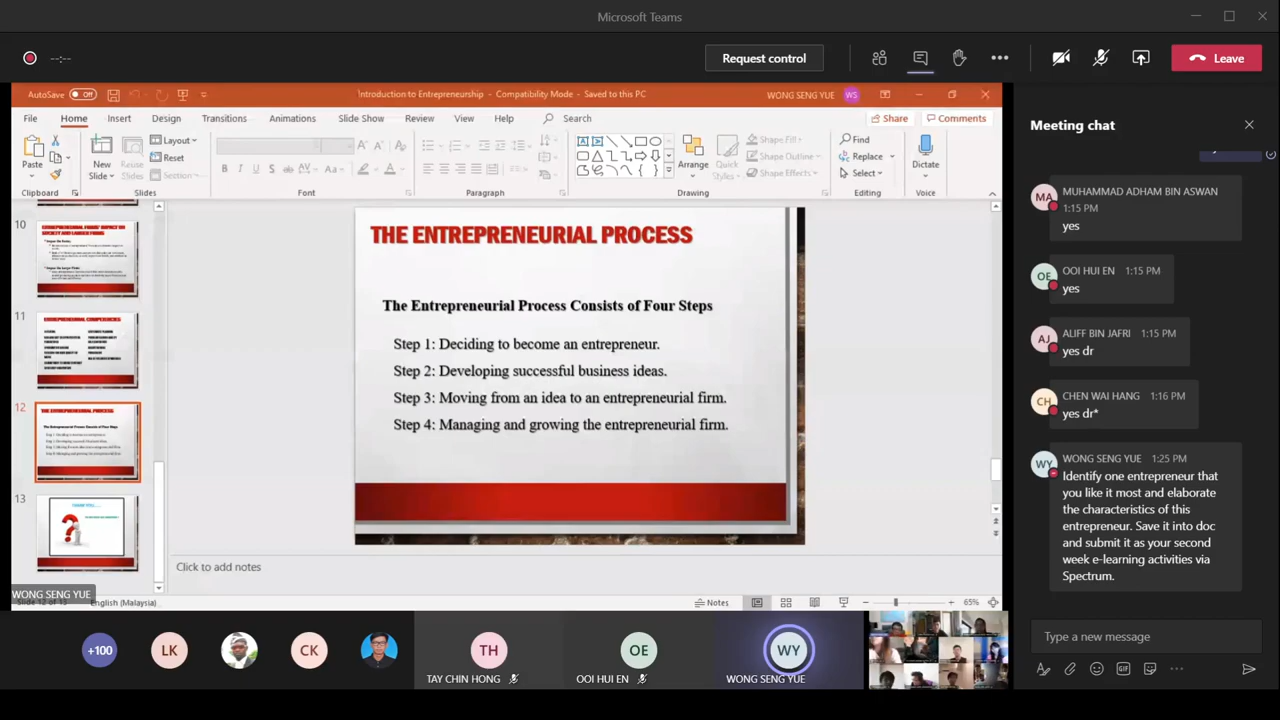 Microsoft Teams
--:--
Request control
Leave
AutoSave Off
Introduction to Entrepreneurship - Compatibility Mode - Saved to this PC
WONG SENG YUE WS
File Home Insert Design Transitions Animations Slide Show Review View Help Search Share Comments
Paste
New
Slide
Layout
Reset
Section
Reuse
Slides
Arrange
Quick
Styles
Shape Fill
Shape Outline
Shape Effects
Find
Replace
Select
Dictate
Clipboard Slides Font Paragraph Drawing Editing Voice
10
11
12
13
THE ENTREPRENEURIAL PROCESS
The Entrepreneurial Process Consists of Four Steps
Step 1: Deciding to become an entrepreneur.
Step 2: Developing successful business ideas.
Step 3: Moving from an idea to an entrepreneurial firm.
Step 4: Managing and growing the entrepreneurial firm.
Click to add notes
WONG SENG YUE
English (Malaysia)
Notes
65%
+100
LK
CK
TH
TAY CHIN HONG
OE
OOI HUI EN
WY
WONG SENG YUE
Meeting chat
MA
MUHAMMAD ADHAM BIN ASWAN
1:15 PM
yes
OE
OOI HUI EN 1:15 PM
yes
AJ
ALIFF BIN JAFRI 1:15 PM
yes dr
CH
CHEN WAI HANG 1:16 PM
yes dr*
WY
WONG SENG YUE 1:25 PM
Identify one entrepreneur that
you like it most and elaborate
the characteristics of this
entrepreneur. Save it into doc
and submit it as your second
week e-learning activities via
Spectrum.
Type a new message
GIF